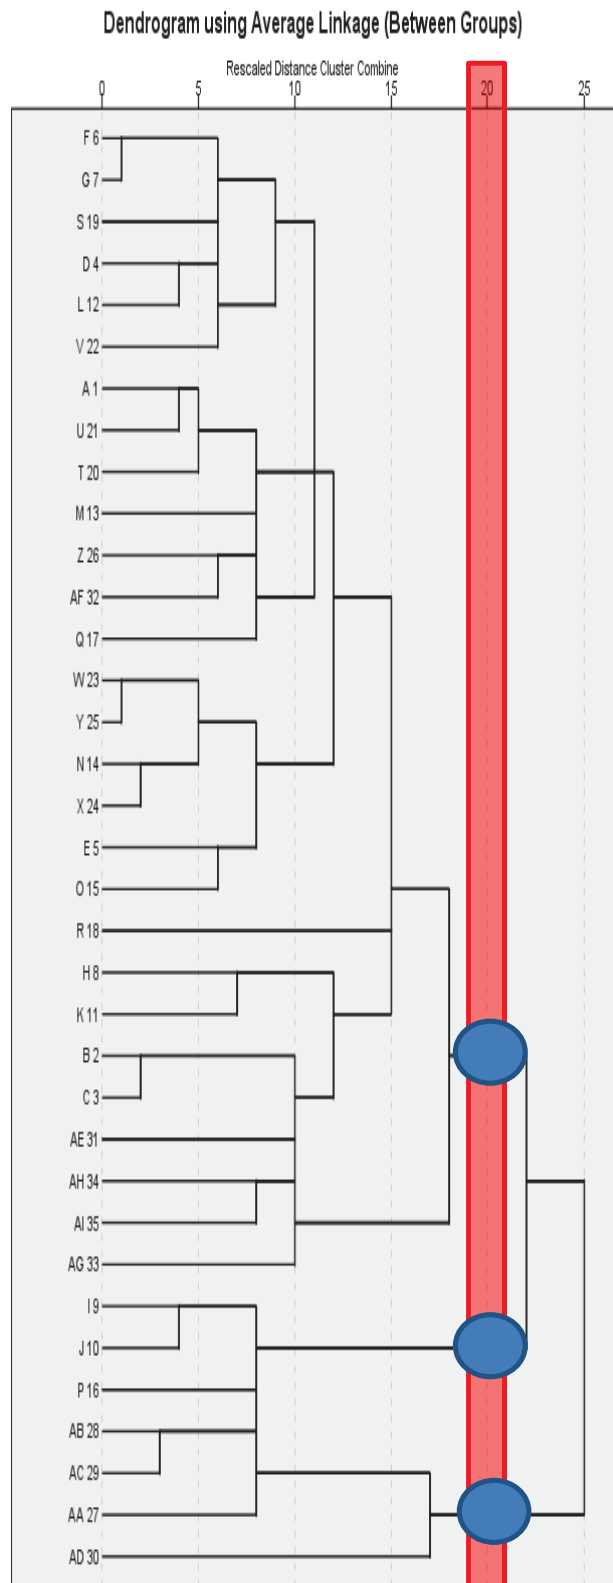 Dendrogram using Average Linkage (Between Groups)
Rescaled Distance Cluster Combine
0 5 10 15 20 25
F 6
G 7
S 19
D 4
L 12
V 22
A 1
U 21
T 20
M 13
Z 26
AF 32
Q 17
W 23
Y 25
N 14
X 24
E 5
O 15
R 18
H 8
K 11
B 2
C 3
AE 31
AH 34
AI 35
AG 33
I 9
J 10
P 16
AB 28
AC 29
AA 27
AD 30